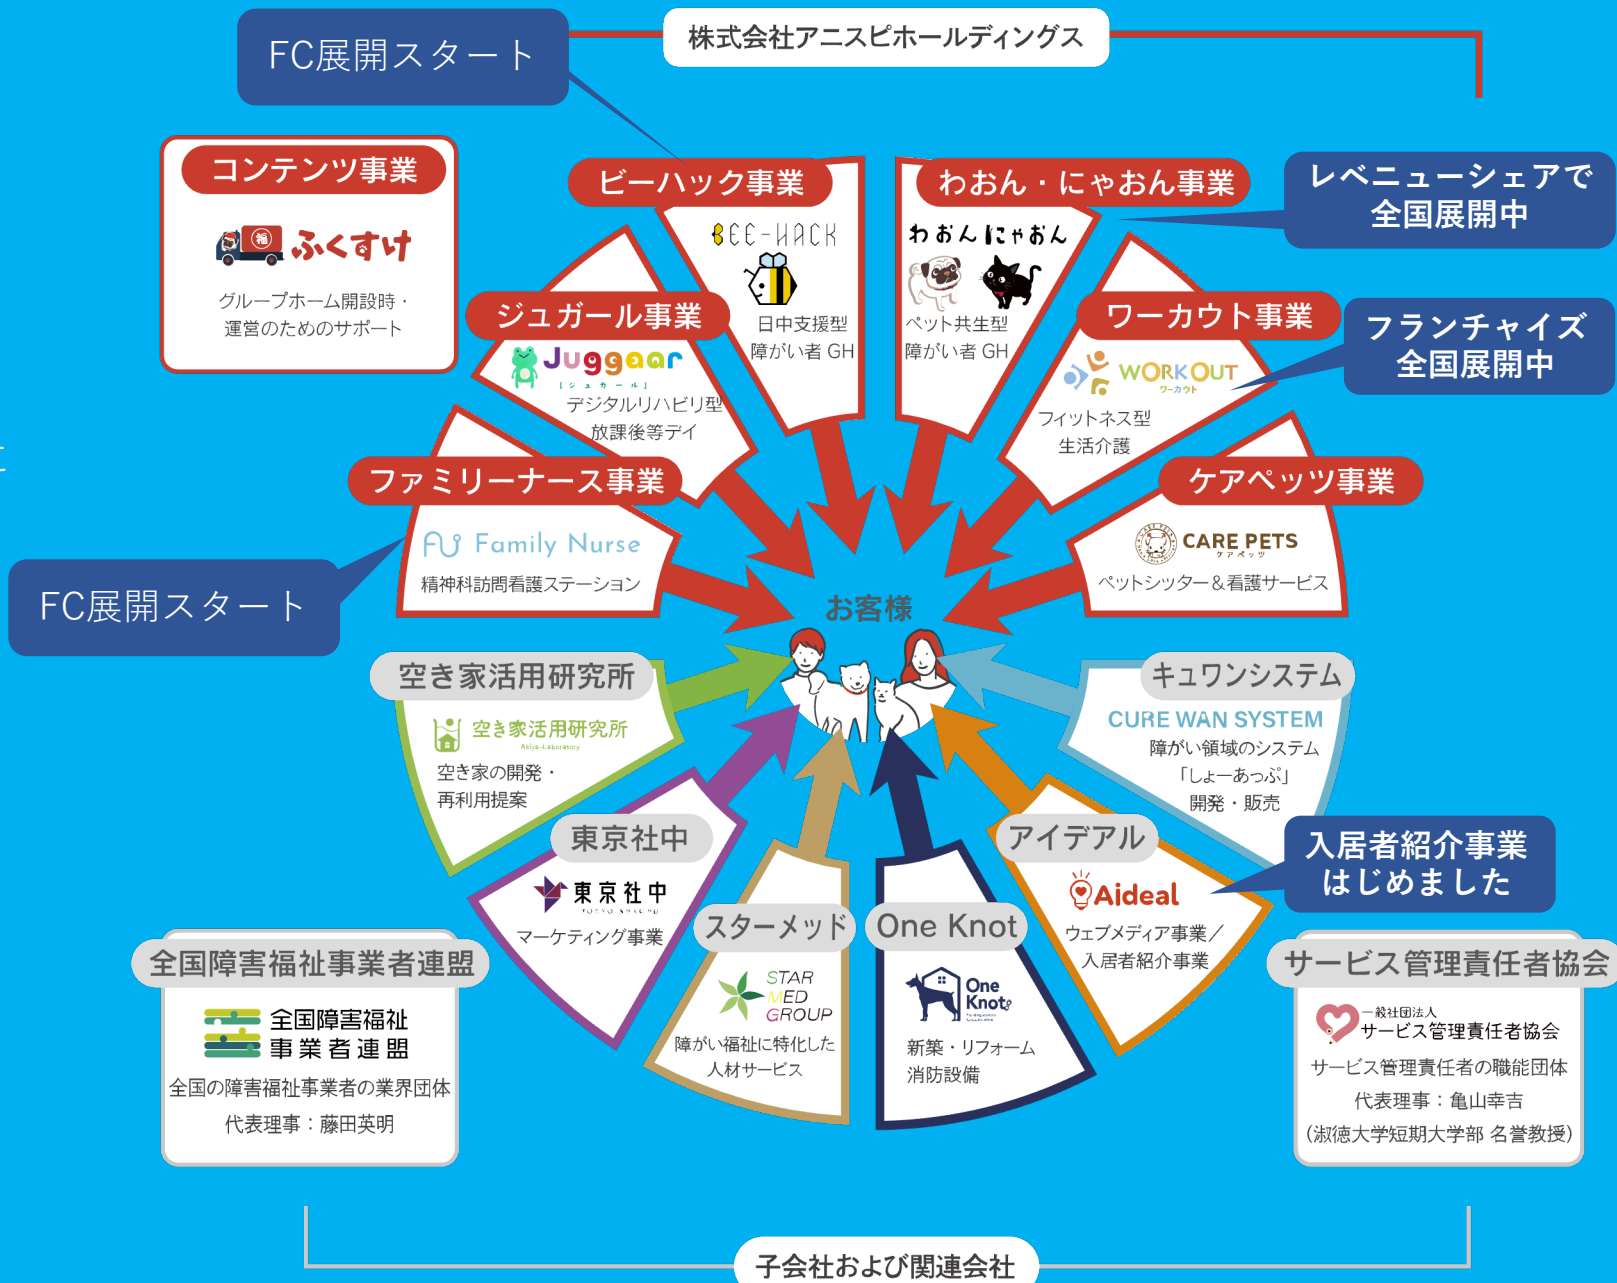 株式会社アニスピホールディングス
FC展開スタート
コンテンツ事業
ふくすけ
福
グループホーム開設時・
運営のためのサポート
ビーハック事業
BEE-HACK
日中支援型
障がい者 GH
わおん・にゃおん事業
わおんにゃおん
ペット共生型
障がい者 GH
レベニューシェアで
全国展開中
ジュガール事業
Juggaar
[ジュガール]
デジタルリハビリ型
放課後等デイ
ワーカウト事業
WORK OUT
ワーカウト
フィットネス型
生活介護
フランチャイズ
全国展開中
ファミリーナース事業
Family Nurse
精神科訪問看護ステーション
FC展開スタート
ケアペッツ事業
CARE PETS
ケアペッツ
ペットシッター＆看護サービス
お客様
空き家活用研究所
空き家活用研究所
Akiya-Laboratory
空き家の開発・
再利用提案
キュワンシステム
CURE WAN SYSTEM
障がい領域のシステム
「しょーあっぷ」
開発・販売
東京社中
東京社中
マーケティング事業
スターメッド
STAR
MED
GROUP
障がい福祉に特化した
人材サービス
One Knot
One
Knot
新築・リフォーム
消防設備
アイデアル
Aideal
ウェブメディア事業／
入居者紹介事業
入居者紹介事業
はじめました
全国障害福祉事業者連盟
全国障害福祉
事業者連盟
全国の障害福祉事業者の業界団体
代表理事：藤田英明
サービス管理責任者協会
一般社団法人
サービス管理責任者協会
サービス管理責任者の職能団体
代表理事：亀山幸吉
(淑徳大学短期大学部 名誉教授)
子会社および関連会社